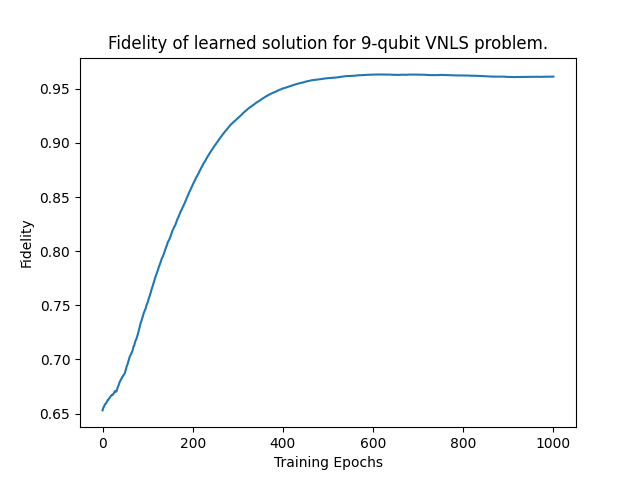 Fidelity of learned solution for 9-qubit VNLS problem.
0.95
0.90
0.85
0.80
0.75
0.70
0.65
Fidelity
0 200 400 600 800 1000
Training Epochs